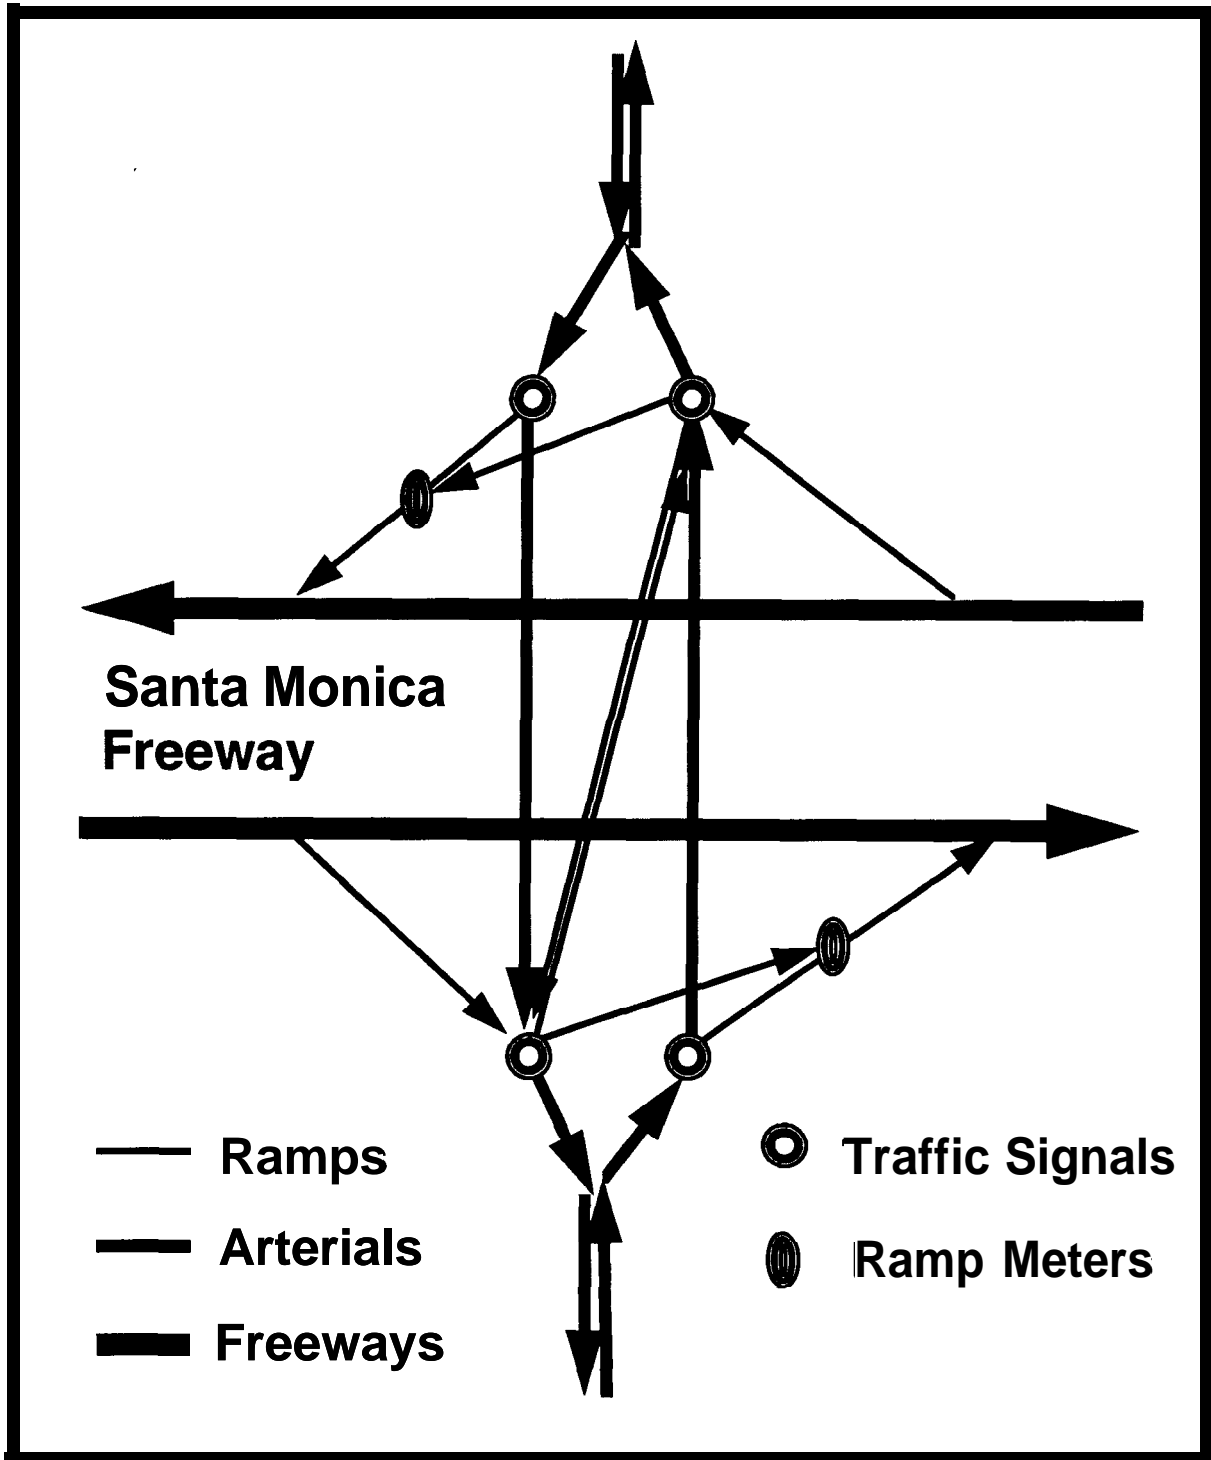 Santa Monica
Freeway
Ramps
Arterials
Freeways
Traffic Signals
Ramp Meters